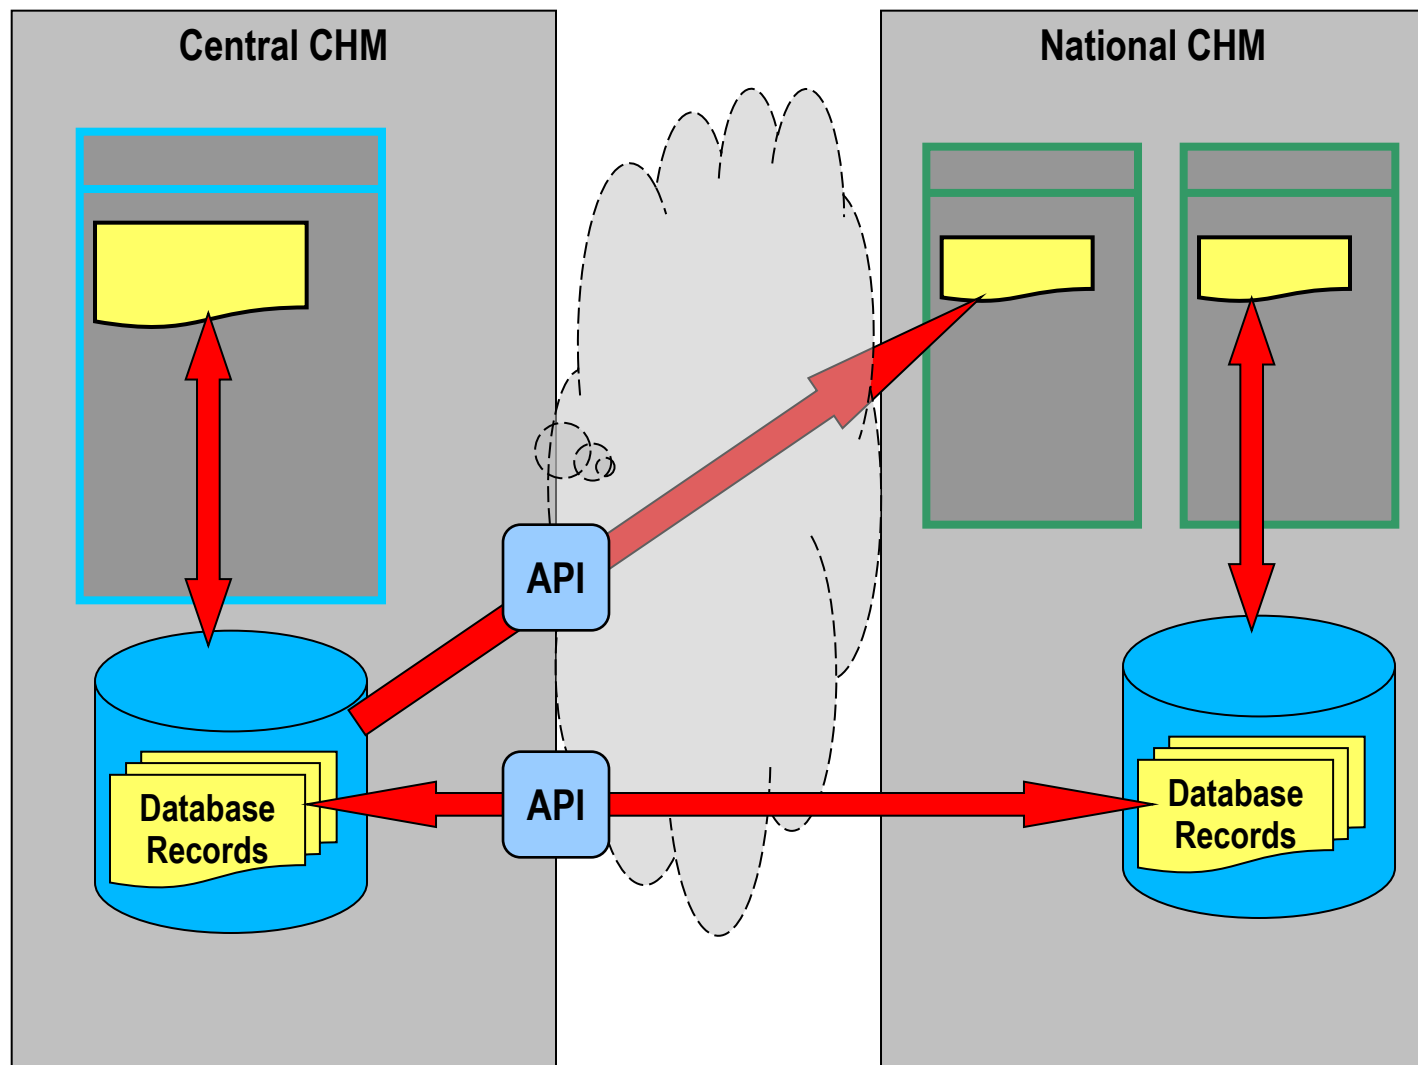 Central CHM
National CHM
API
API
Database
Records
Database
Records